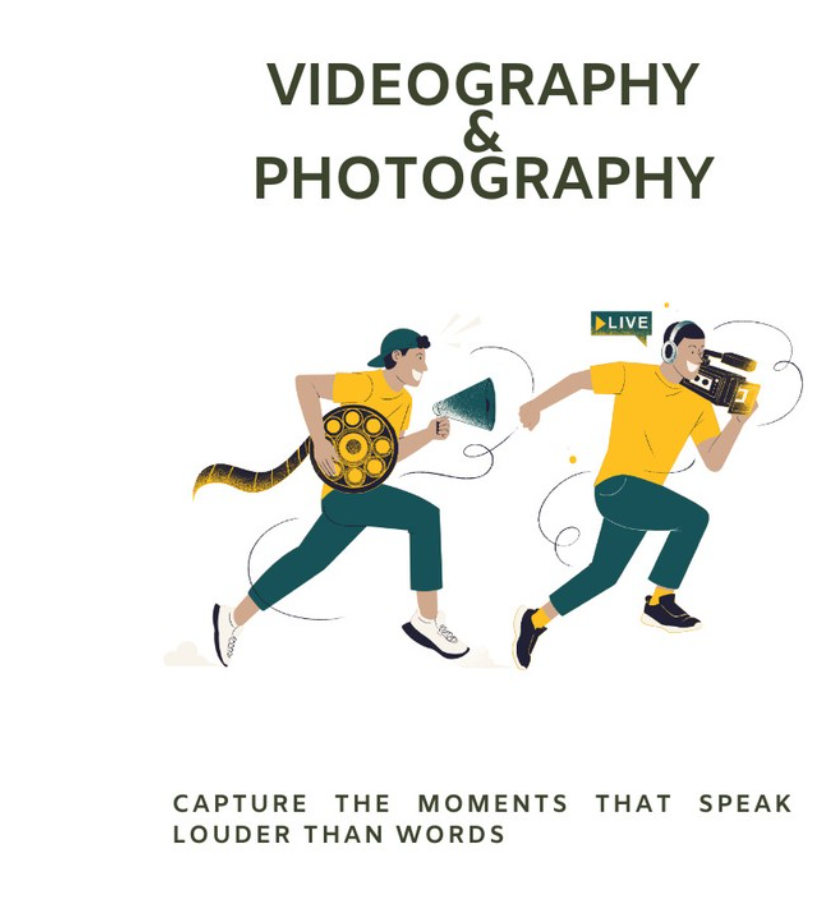 VIDEOGRAPHY
&
PHOTOGRAPHY
LIVE
CAPTURE THE MOMENTS THAT SPEAK
LOUDER THAN WORDS